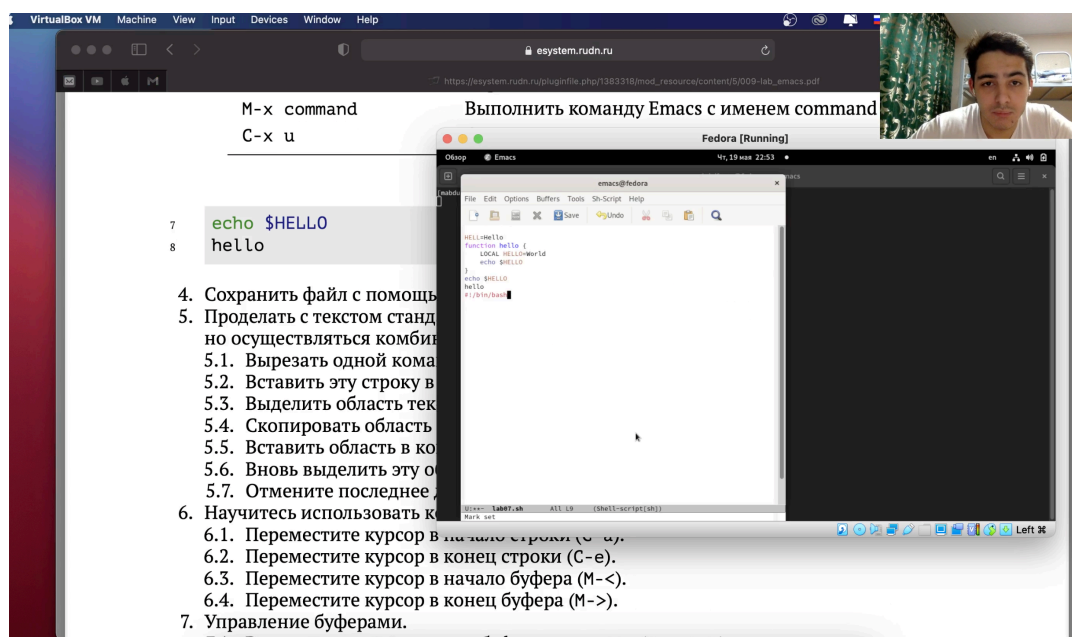 VirtualBox VM Machine View Input Devices Window Help
esystem.rudn.ru
https://esystem.rudn.ru/pluginfile.php/1383318/mod_resource/content/5/009-lab_emacs.pdf
M-x command Выполнить команду Emacs с именем command
C-x u
7 echo $HELLO
8 hello
4. Сохранить файл с помощь
5. Проделать с текстом станд
но осуществляться комбин
5.1. Вырезать одной кома
5.2. Вставить эту строку в
5.3. Выделить область тек
5.4. Скопировать область
5.5. Вставить область в ко
5.6. Вновь выделить эту о
5.7. Отмените последнее
6. Научитесь использовать к
6.1. Переместите курсор в начало строки (C-a).
6.2. Переместите курсор в конец строки (C-e).
6.3. Переместите курсор в начало буфера (M-<).
6.4. Переместите курсор в конец буфера (M->).
7. Управление буферами.
Fedora [Running]
Обзор Emacs Чт, 19 мая 22:53 en
emacs@fedora
File Edit Options Buffers Tools Sh-Script Help
Save Undo
HELL=Hello
function hello {
LOCAL HELLO=World
echo $HELLO
}
echo $HELLO
hello
#!/bin/bash
U:**- lab07.sh All L9 (Shell-script[sh])
Mark set
Left ⌘